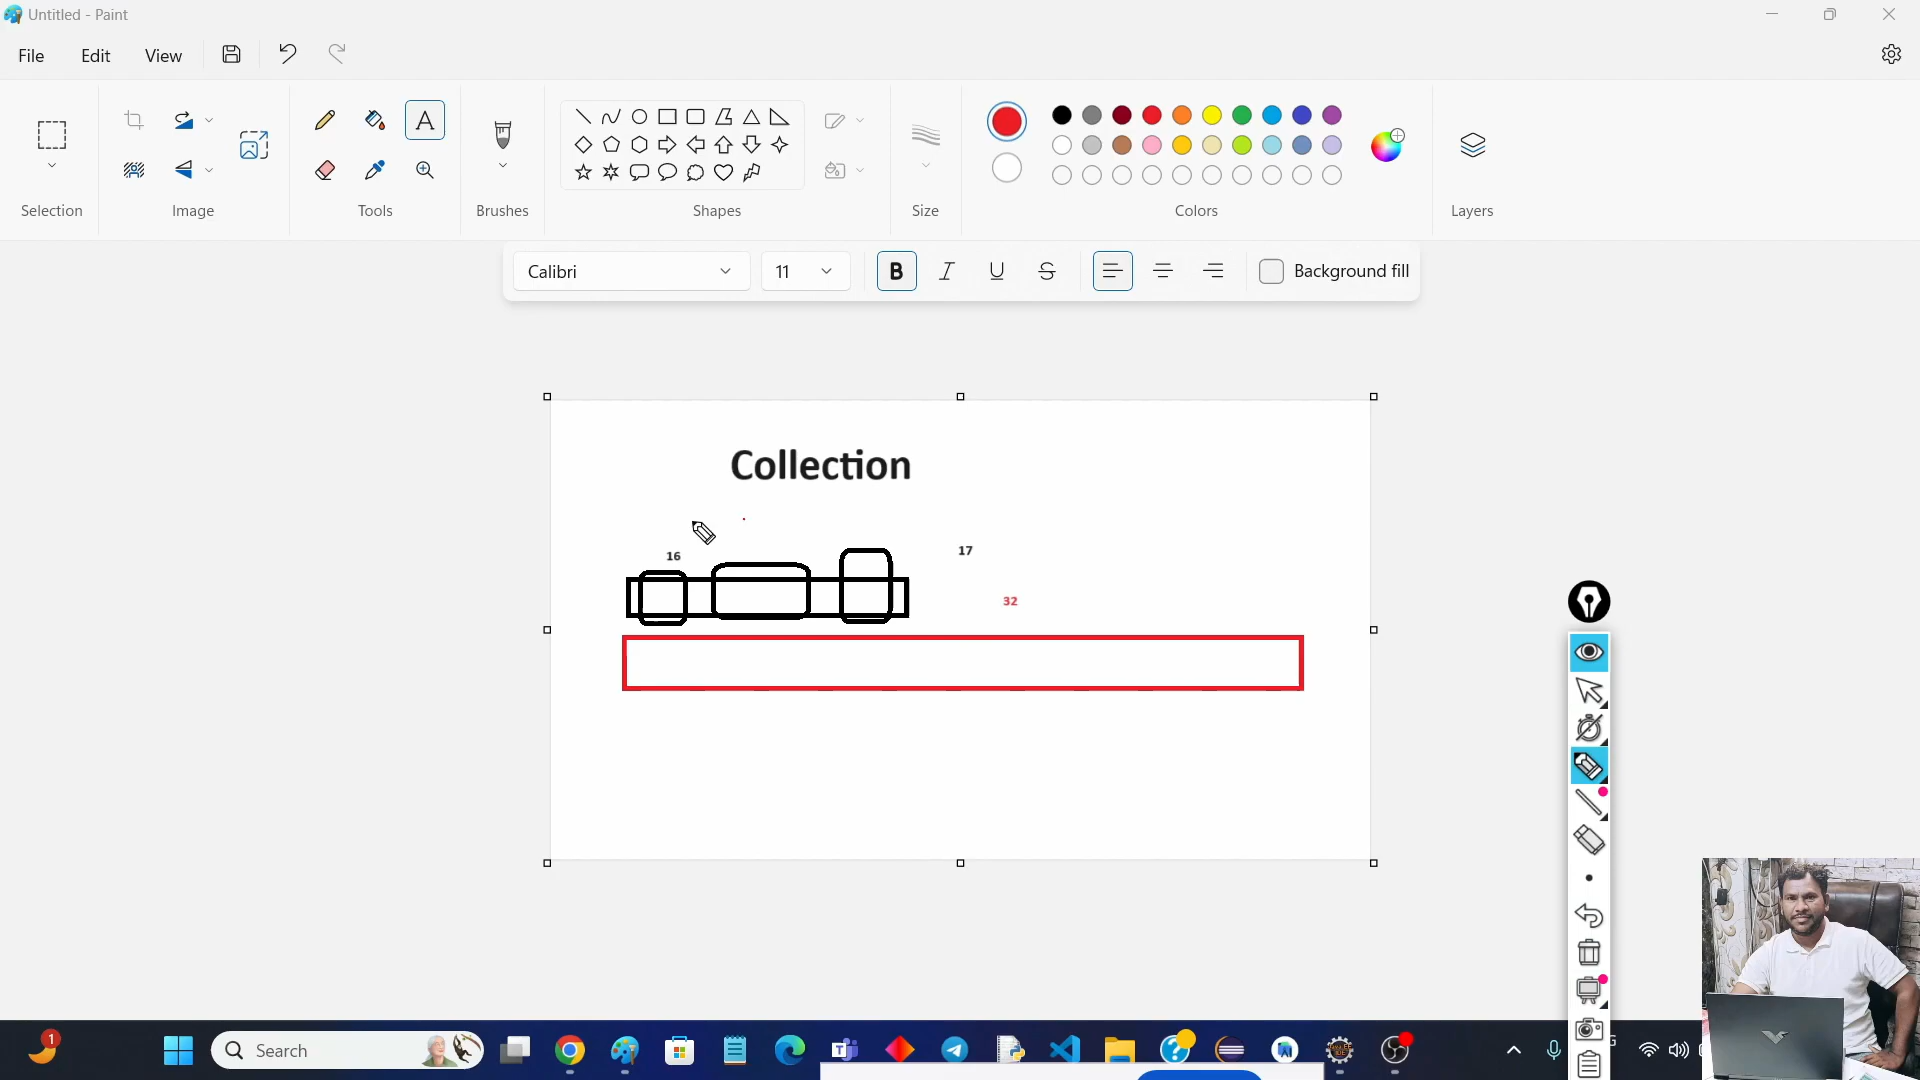 Untitled - Paint
File Edit View
Selection Image Tools Brushes Shapes Size Colors Layers
Calibri 11 B I U S Background fill
Collection
16 17
32
Search
1